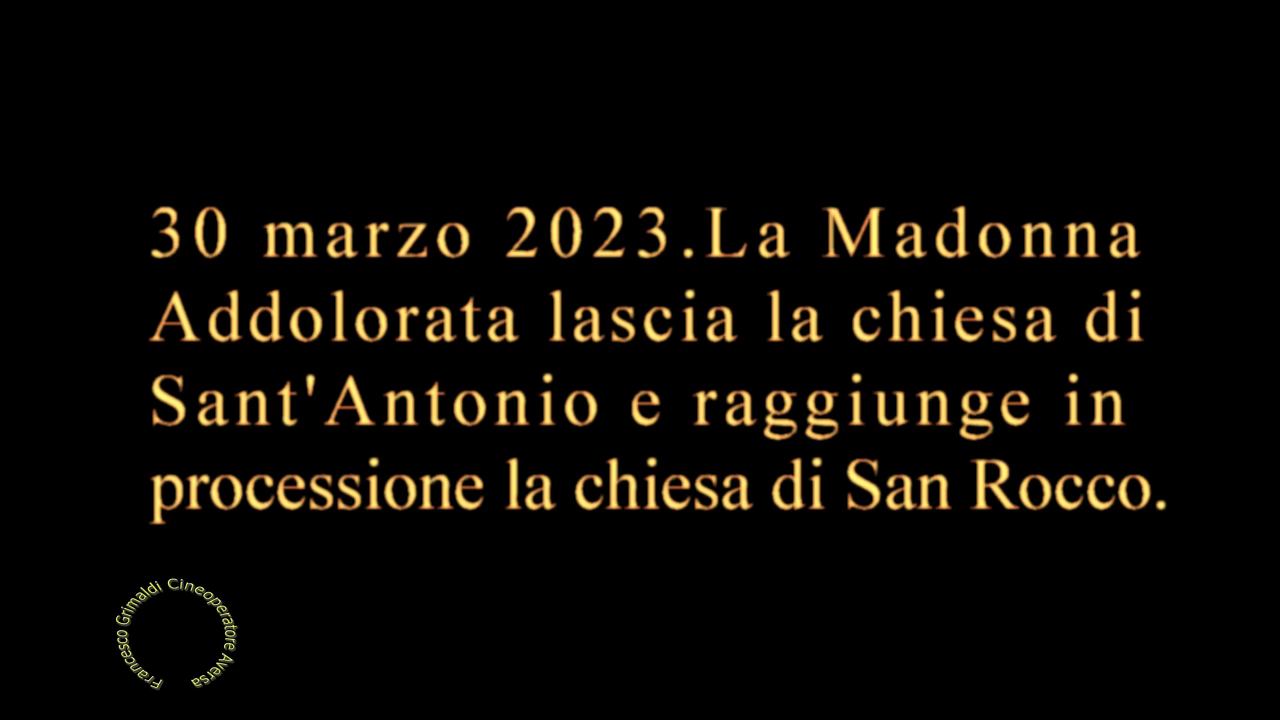 30 marzo 2023.La Madonna
Addolorata lascia la chiesa di
Sant'Antonio e raggiunge in
processione la chiesa di San Rocco.
Francesco Grimaldi Cineoperatore Aversa